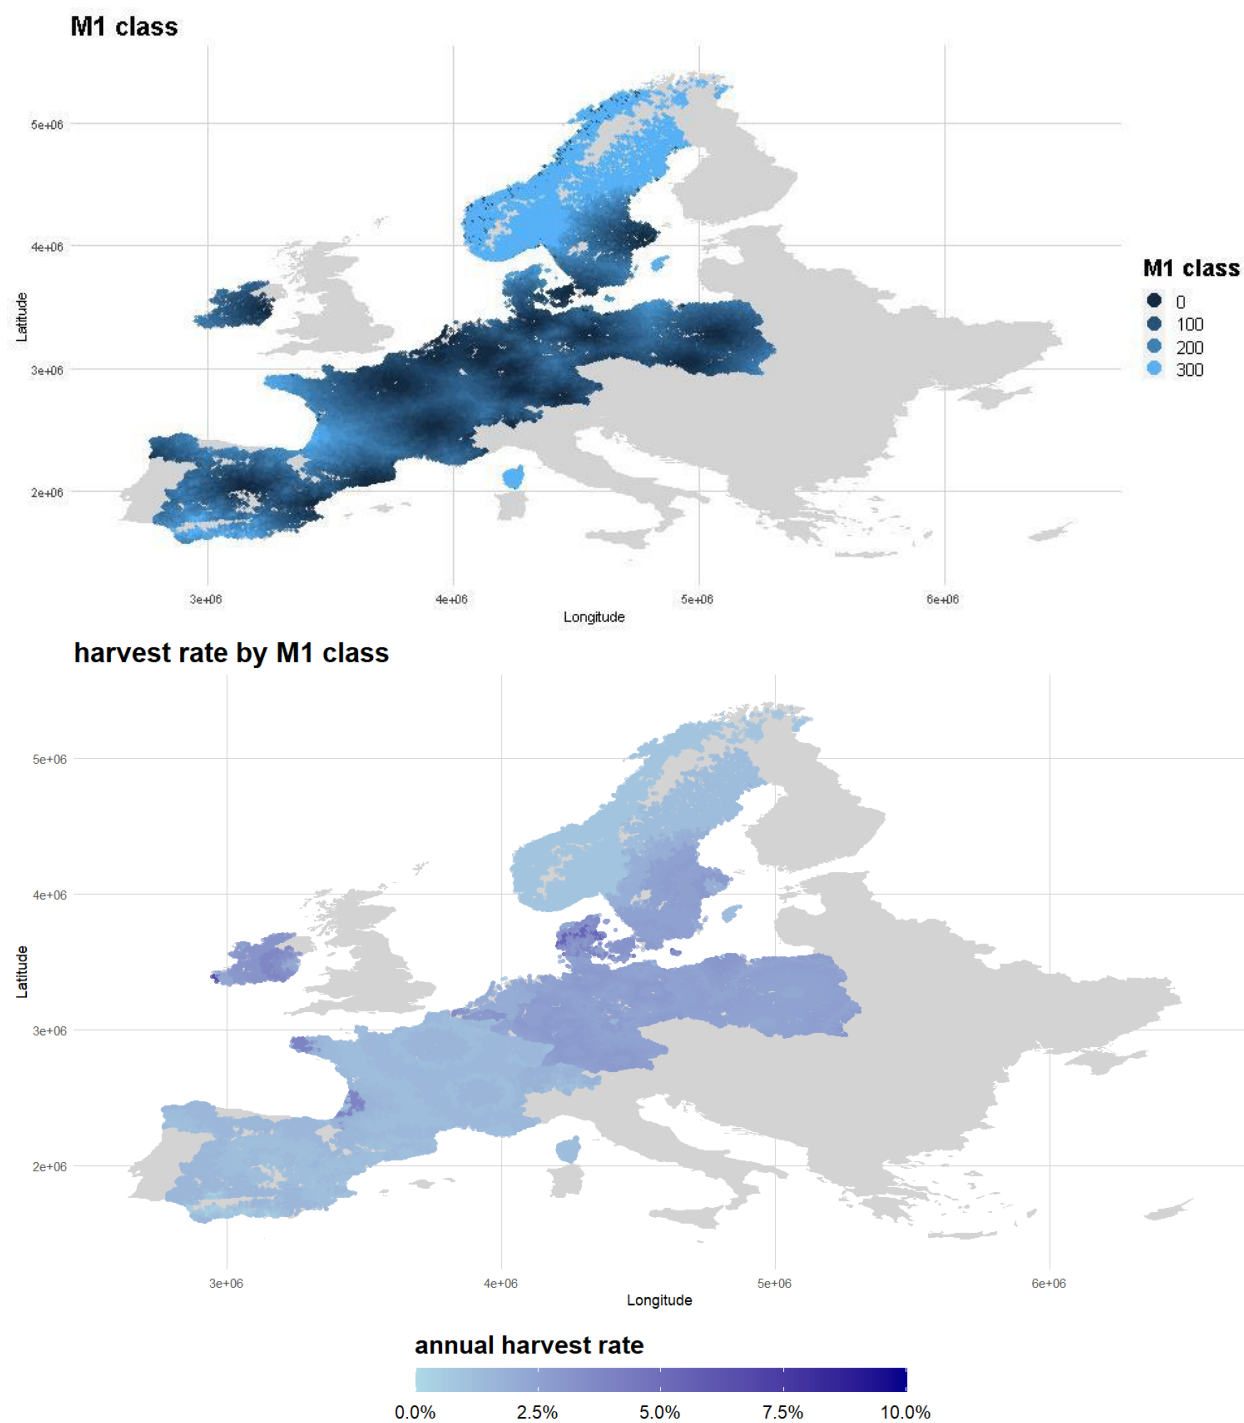 M1 class
5e+06
4e+06
3e+06
2e+06
Latitude
3e+06
4e+06
5e+06
6e+06
Longitude
M1 class
0
100
200
300
harvest rate by M1 class
5e+06
4e+06
3e+06
2e+06
Latitude
3e+06
4e+06
5e+06
6e+06
Longitude
annual harvest rate
0.0%
2.5%
5.0%
7.5%
10.0%